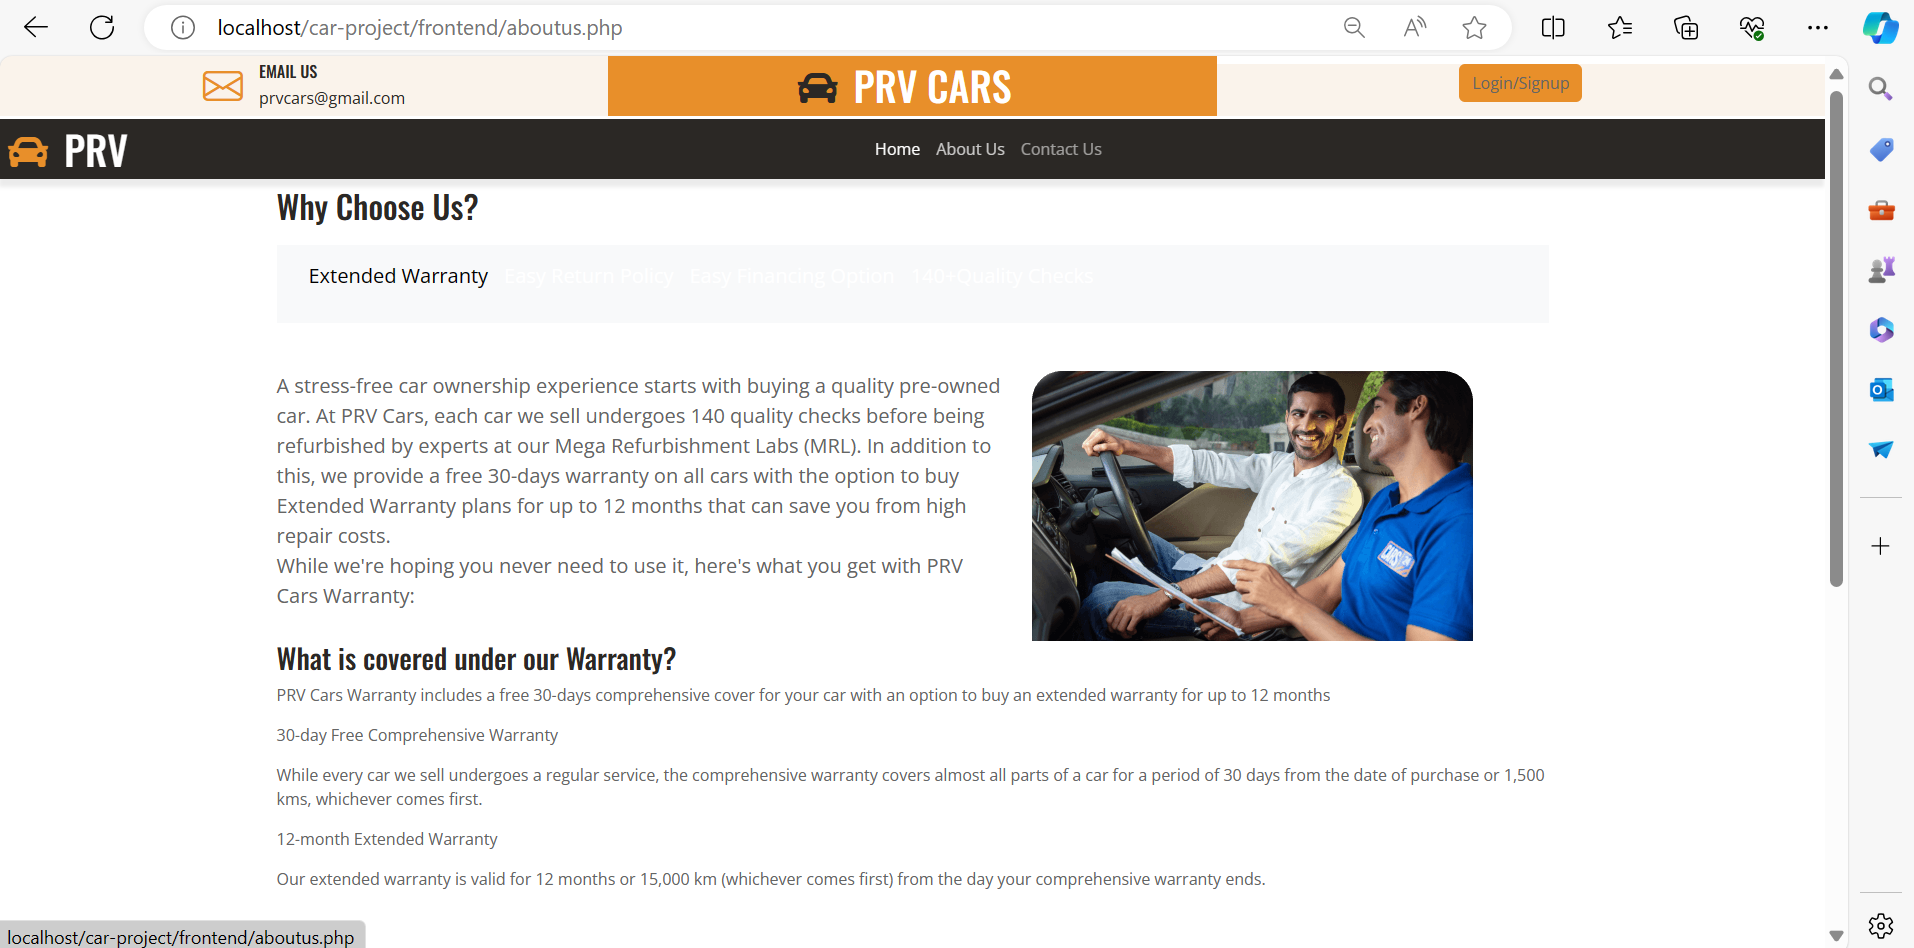 localhost/car-project/frontend/aboutus.php
EMAIL US
prvcars@gmail.com
PRV CARS
Login/Signup
PRV
Home About Us Contact Us
Why Choose Us?
Extended Warranty Easy Return Policy Easy Financing Option 140+Quality Checks
A stress-free car ownership experience starts with buying a quality pre-owned
car. At PRV Cars, each car we sell undergoes 140 quality checks before being
refurbished by experts at our Mega Refurbishment Labs (MRL). In addition to
this, we provide a free 30-days warranty on all cars with the option to buy
Extended Warranty plans for up to 12 months that can save you from high
repair costs.
While we're hoping you never need to use it, here's what you get with PRV
Cars Warranty:
CARS
What is covered under our Warranty?
PRV Cars Warranty includes a free 30-days comprehensive cover for your car with an option to buy an extended warranty for up to 12 months
30-day Free Comprehensive Warranty
While every car we sell undergoes a regular service, the comprehensive warranty covers almost all parts of a car for a period of 30 days from the date of purchase or 1,500
kms, whichever comes first.
12-month Extended Warranty
Our extended warranty is valid for 12 months or 15,000 km (whichever comes first) from the day your comprehensive warranty ends.
localhost/car-project/frontend/aboutus.php